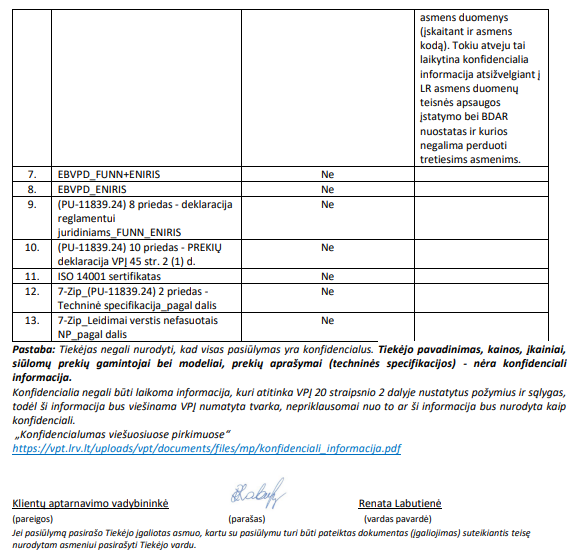 asmens duomenys
(įskaitant ir asmens
kodą). Tokiu atveju tai
laikytina konfidencialia
informacija atsižvelgiant į
LR asmens duomenų
teisnės apsaugos
įstatymo bei BDAR
nuostatas ir kurios
negalima perduoti
tretiesims asmenims.
7. EBVPD_FUNN+ENIRIS Ne
8. EBVPD_ENIRIS Ne
9. (PU-11839.24) 8 priedas - deklaracija Ne
reglamentui
juridiniams_FUNN_ENIRIS
10. (PU-11839.24) 10 priedas - PREKIŲ Ne
deklaracija VPĮ 45 str. 2 (1) d.
11. ISO 14001 sertifikatas Ne
12. 7-Zip_(PU-11839.24) 2 priedas - Ne
Techninė specifikacija_pagal dalis
13. 7-Zip_Leidimai verstis nefasuotais Ne
NP_pagal dalis
Pastaba: Tiekėjas negali nurodyti, kad visas pasiūlymas yra konfidencialus. Tiekėjo pavadinimas, kainos, įkainiai,
siūlomų prekių gamintojai bei modeliai, prekių aprašymai (techninės specifikacijos) - nėra konfidenciali
informacija.
Konfidencialia negali būti laikoma informacija, kuri atitinka VPĮ 20 straipsnio 2 dalyje nustatytus požymius ir sąlygas,
todėl ši informacija bus viešinama VPĮ numatyta tvarka, nepriklausomai nuo to ar ši informacija bus nurodyta kaip
konfidenciali.
„Konfidencialumas viešuosiuose pirkimuose“
https://vpt.lrv.lt/uploads/vpt/documents/files/mp/konfidenciali_informacija.pdf
Klientų aptarnavimo vadybininkė Renata Labutienė
(pareigos) (parašas) (vardas pavardė)
Jei pasiūlymą pasirašo Tiekėjo įgaliotas asmuo, kartu su pasiūlymu turi būti pateiktas dokumentas (įgaliojimas) suteikiantis teisę
nurodytam asmeniui pasirašyti Tiekėjo vardu.